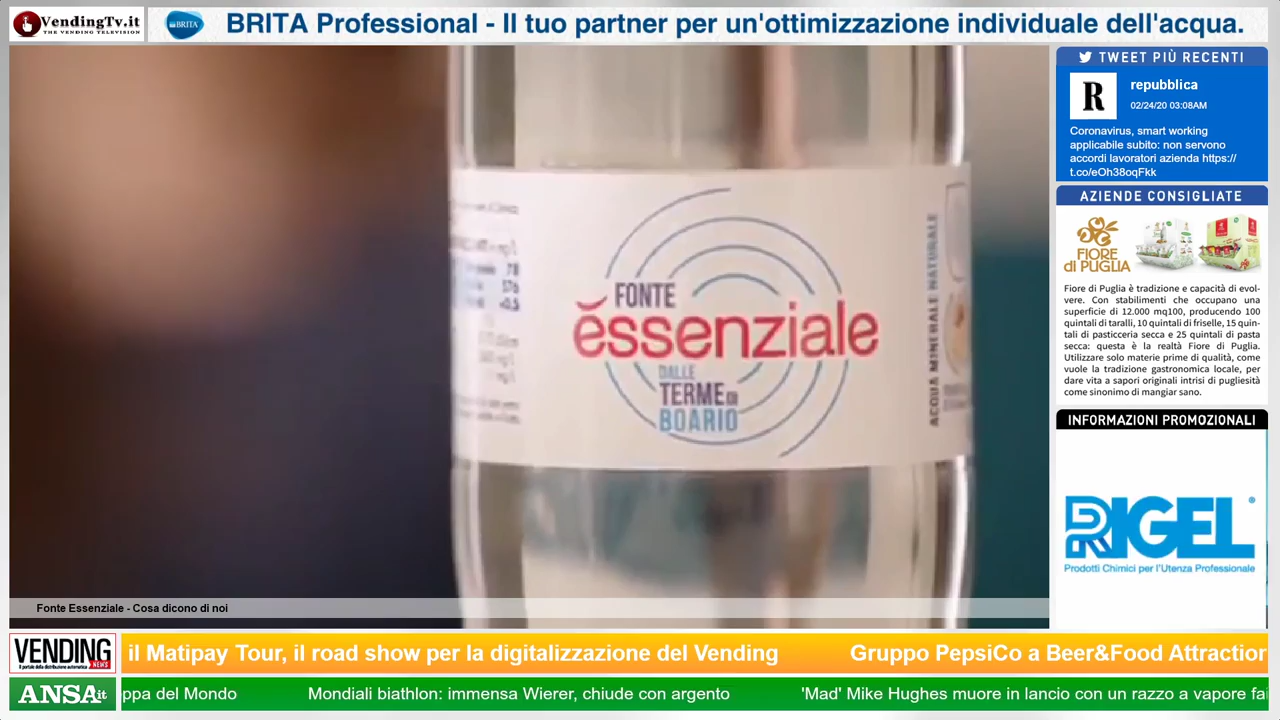 VendingTv.it
THE VENDING TELEVISION
BRITA
BRITA Professional - Il tuo partner per un'ottimizzazione individuale dell'acqua.
FONTE
essenziale
DALLE
TERME DI
BOARIO
ACQUA MINERALE NATURALE
Fonte Essenziale - Cosa dicono di noi
TWEET PIÙ RECENTI
R
repubblica
02/24/20 03:08AM
Coronavirus, smart working
applicabile subito: non servono
accordi lavoratori azienda https://
t.co/eOh38oqFkk
AZIENDE CONSIGLIATE
FIORE
di PUGLIA
Fiore di Puglia è tradizione e capacità di evol-
vere. Con stabilimenti che occupano una
superficie di 12.000 mq100, producendo 100
quintali di taralli, 10 quintali di friselle, 15 quin-
tali di pasticceria secca e 25 quintali di pasta
secca: questa è la realtà Fiore di Puglia.
Utilizzare solo materie prime di qualità, come
vuole la tradizione gastronomica locale, per
dare vita a sapori originali intrisi di pugliesità
come sinonimo di mangiar sano.
INFORMAZIONI PROMOZIONALI
RIGEL
Prodotti Chimici per l'Utenza Professionale
VENDING NEWS
Il portale della distribuzione automatica
il Matipay Tour, il road show per la digitalizzazione del Vending Gruppo PepsiCo a Beer&Food Attraction
ANSA.it
ppa del Mondo Mondiali biathlon: immensa Wierer, chiude con argento 'Mad' Mike Hughes muore in lancio con un razzo a vapore fai